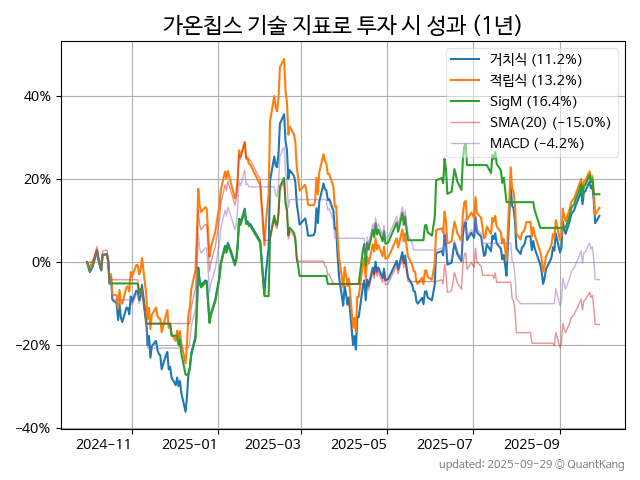 가온칩스 기술 지표로 투자 시 성과 (1년)
거치식 (11.2%)
적립식 (13.2%)
SigM (16.4%)
SMA(20) (−15.0%)
MACD (−4.2%)
40%
20%
0%
−20%
−40%
2024-11
2025-01
2025-03
2025-05
2025-07
2025-09
updated: 2025-09-29 © QuantKang